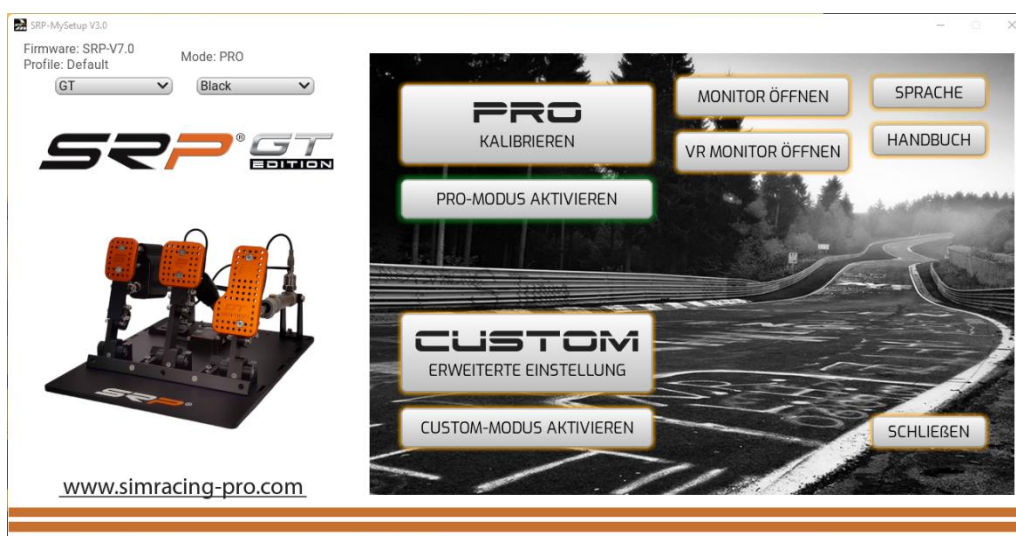 SRP-MySetup V3.0
Firmware: SRP-V7.0
Profile: Default
Mode: PRO
GT
Black
SRP® GT
EDITION
www.simracing-pro.com
PRO
KALIBRIEREN
PRO-MODUS AKTIVIEREN
CUSTOM
ERWEITERTE EINSTELLUNG
CUSTOM-MODUS AKTIVIEREN
MONITOR ÖFFNEN
VR MONITOR ÖFFNEN
SPRACHE
HANDBUCH
SCHLIEßEN
SRP®